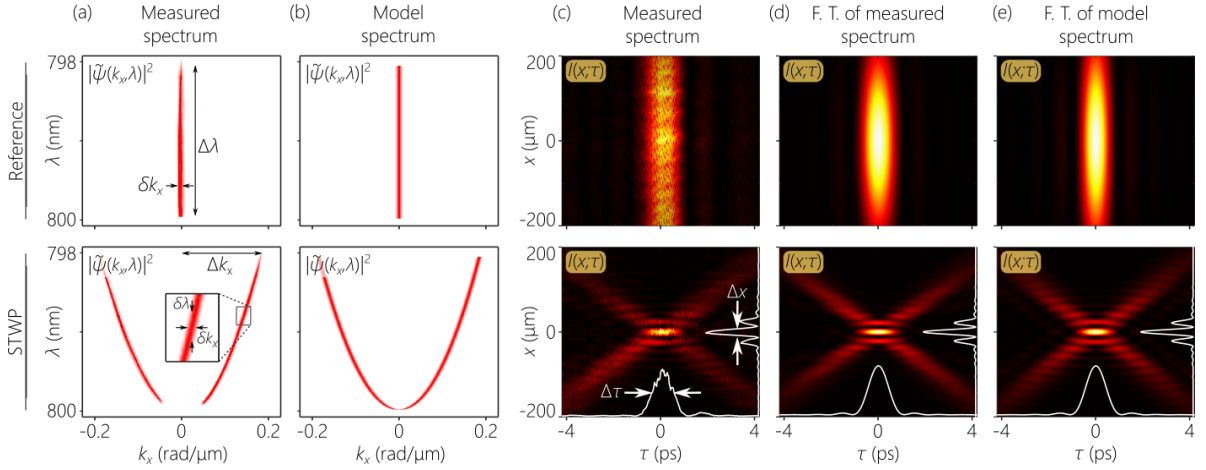 (a) Measured spectrum
(b) Model
(c) Measured spectrum
(d) F. T. of measured spectrum
(e) F. T. of model spectrum
Reference
798
|ψ̃(kₓ,λ)|²
Δλ
δkₓ
λ (nm)
800
|ψ̃(kₓ,λ)|²
200
I(x;τ)
x (µm)
0
-200
I(x;τ)
I(x;τ)
STWP
798
|ψ̃(kₓ,λ)|²
Δkₓ
δλ
δkₓ
λ (nm)
800
|ψ̃(kₓ,λ)|²
200
I(x;τ)
Δx
x (µm)
0
Δτ
-200
I(x;τ)
I(x;τ)
-0.2 0 0.2
kₓ (rad/µm)
-0.2 0 0.2
kₓ (rad/µm)
-4 0 4
τ (ps)
-4 0 4
τ (ps)
-4 0 4
τ (ps)